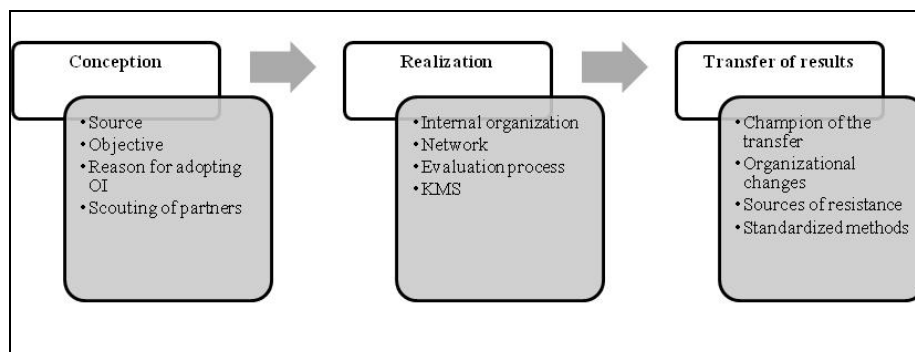 Conception
• Source
• Objective
• Reason for adopting
OI
• Scouting of partners
Realization
• Internal organization
• Network
• Evaluation process
• KMS
Transfer of results
• Champion of the
transfer
• Organizational
changes
• Sources of resistance
• Standardized methods